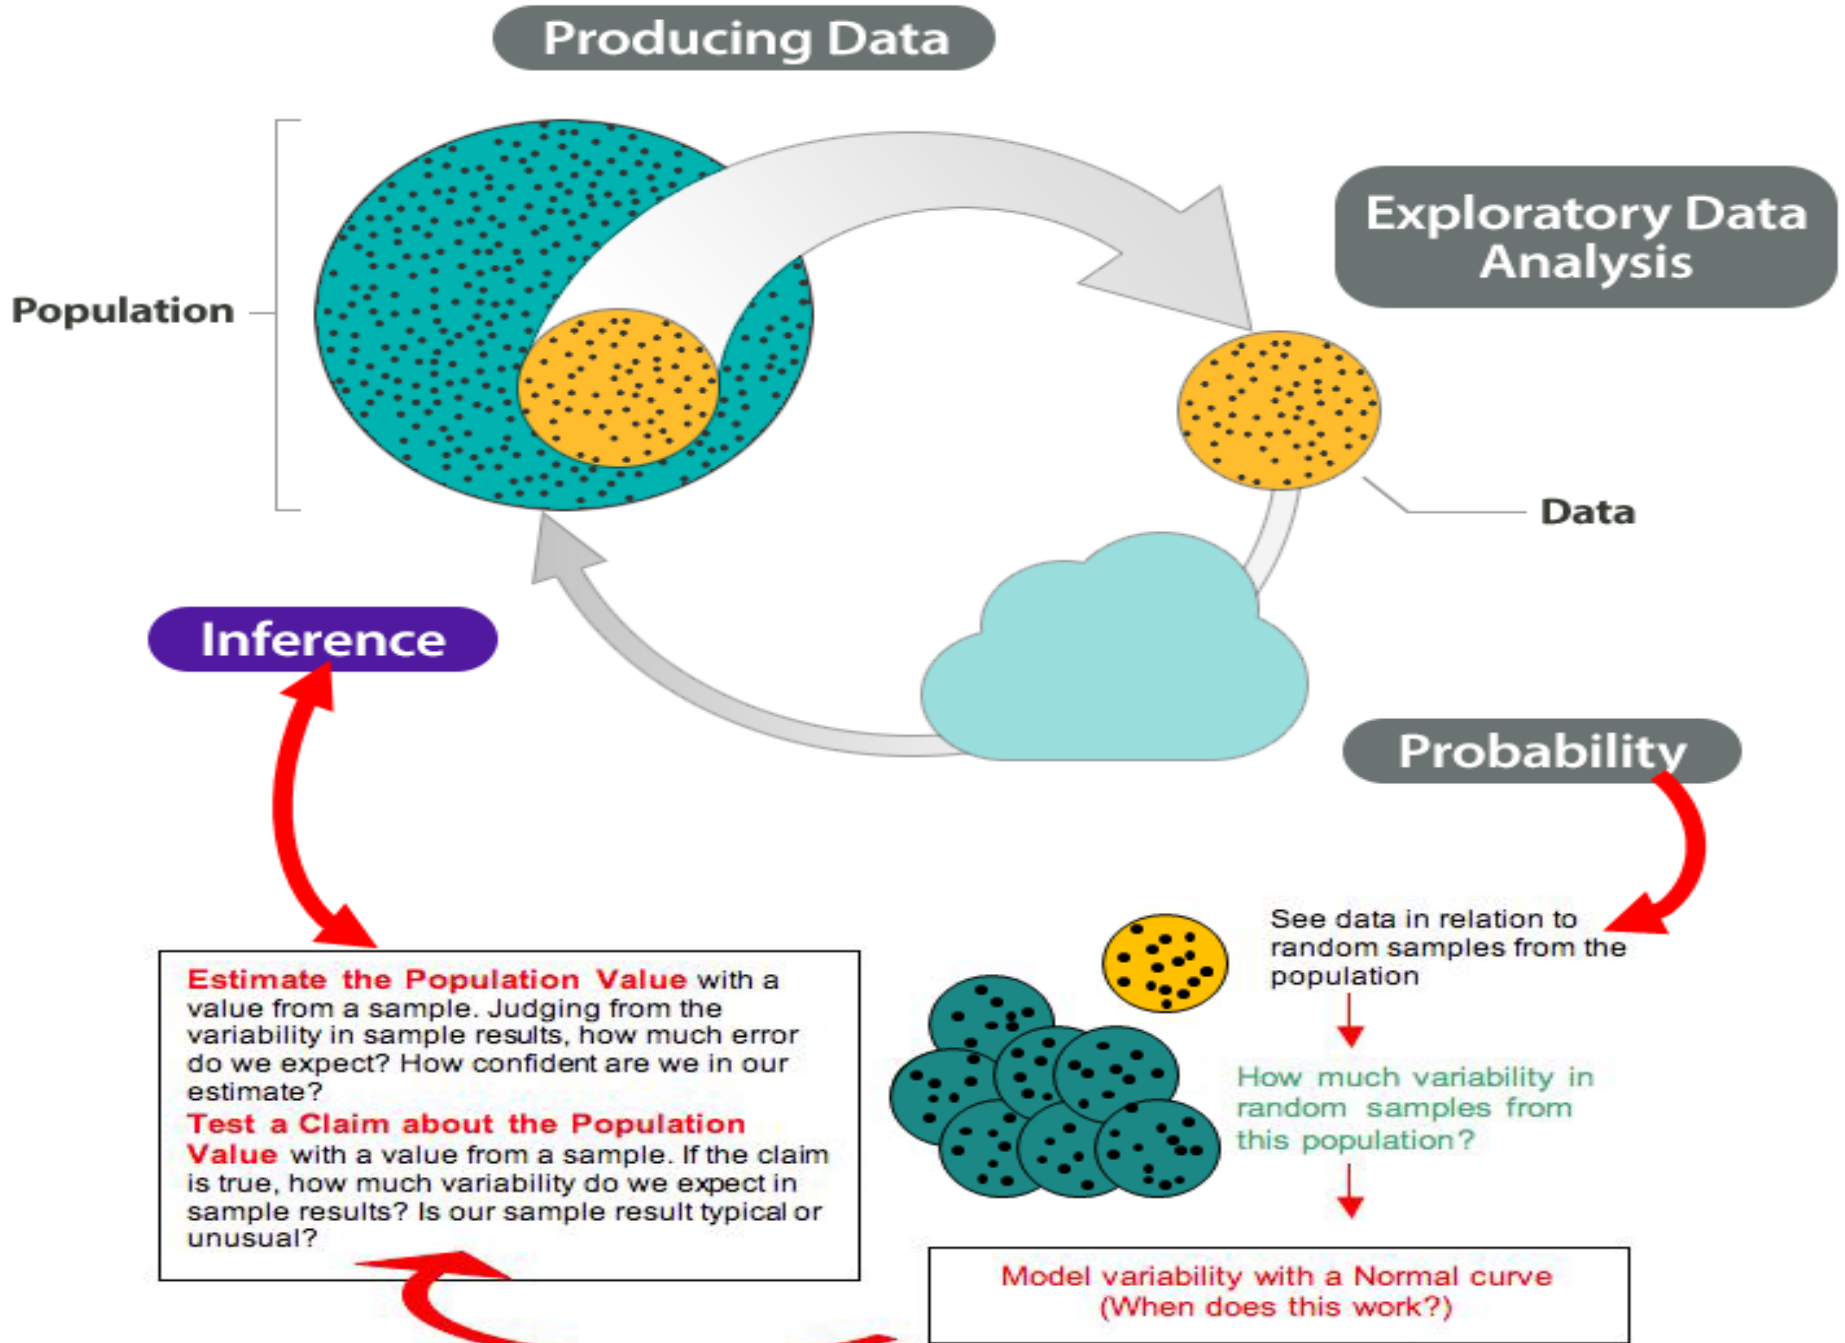 Producing Data
Exploratory Data
Analysis
Population
Data
Inference
Probability
See data in relation to
random samples from the
population
How much variability in
random samples from
this population?
Model variability with a Normal curve
(When does this work?)
Estimate the Population Value with a
value from a sample. Judging from the
variability in sample results, how much error
do we expect? How confident are we in our
estimate?
Test a Claim about the Population
Value with a value from a sample. If the claim
is true, how much variability do we expect in
sample results? Is our sample result typical or
unusual?